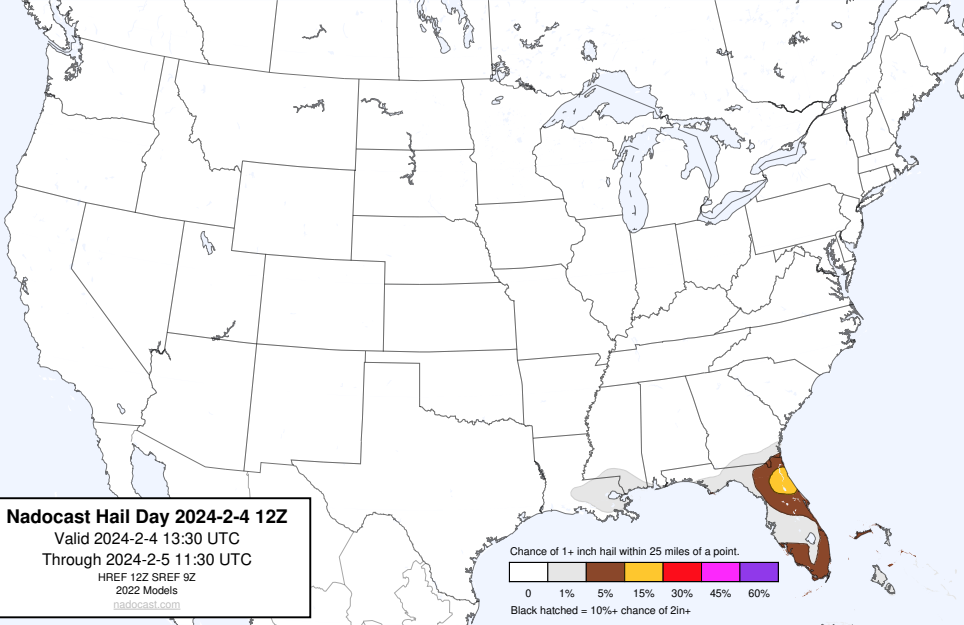 Nadocast Hail Day 2024-2-4 12Z
Valid 2024-2-4 13:30 UTC
Through 2024-2-5 11:30 UTC
HREF 12Z SREF 9Z
2022 Models
nadocast.com
Chance of 1+ inch hail within 25 miles of a point.
0 1% 5% 15% 30% 45% 60%
Black hatched = 10%+ chance of 2in+